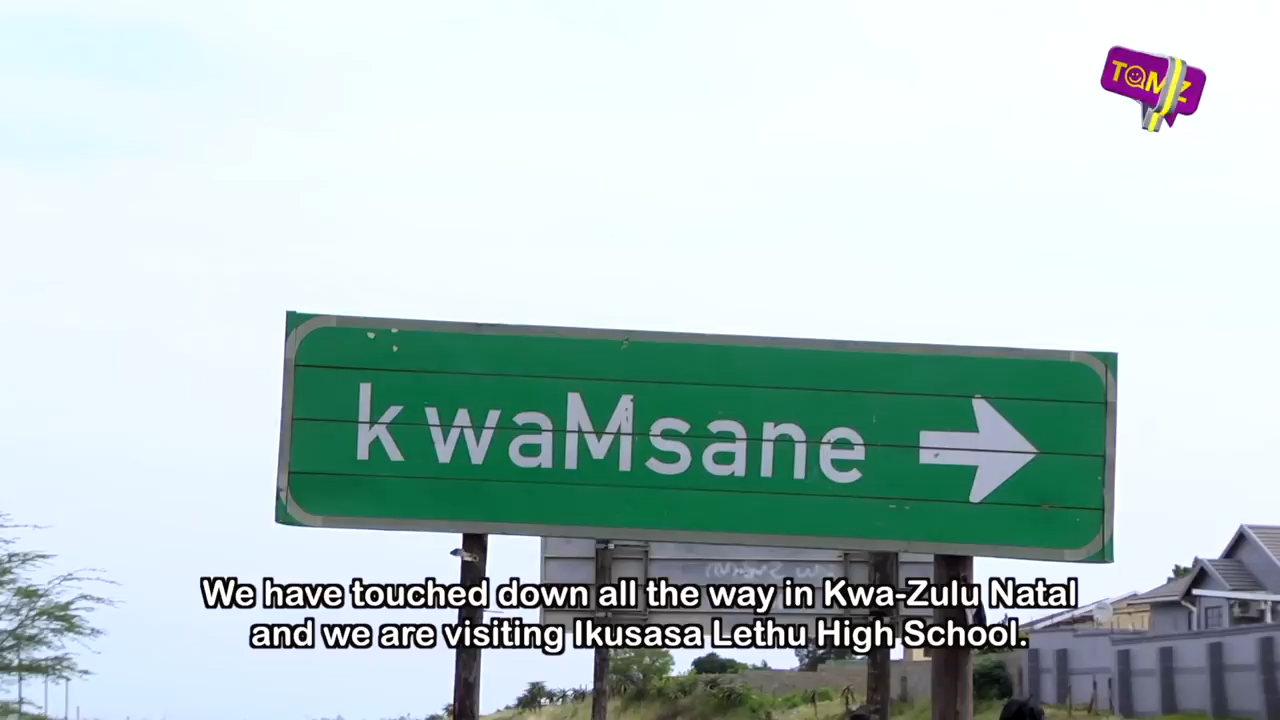 TQMZ
kwaMsane
We have touched down all the way in Kwa-Zulu Natal
and we are visiting Ikusasa Lethu High School.